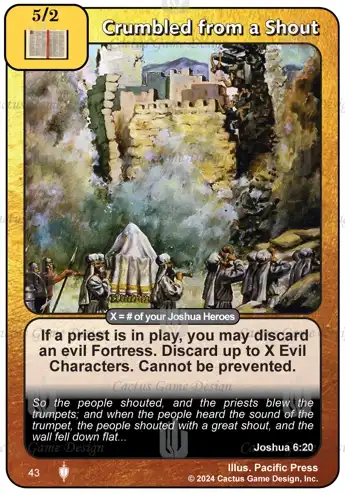 5/2
Crumbled from a Shout
X = # of your Joshua Heroes
If a priest is in play, you may discard
an evil Fortress. Discard up to X Evil
Characters. Cannot be prevented.
Cactus Game Design
So the people shouted, and the priests blew the
trumpets; and when the people heard the sound of the
trumpet, the people shouted with a great shout, and the
wall fell down flat...
Joshua 6:20
Illus. Pacific Press
43
© 2024 Cactus Game Design, Inc.